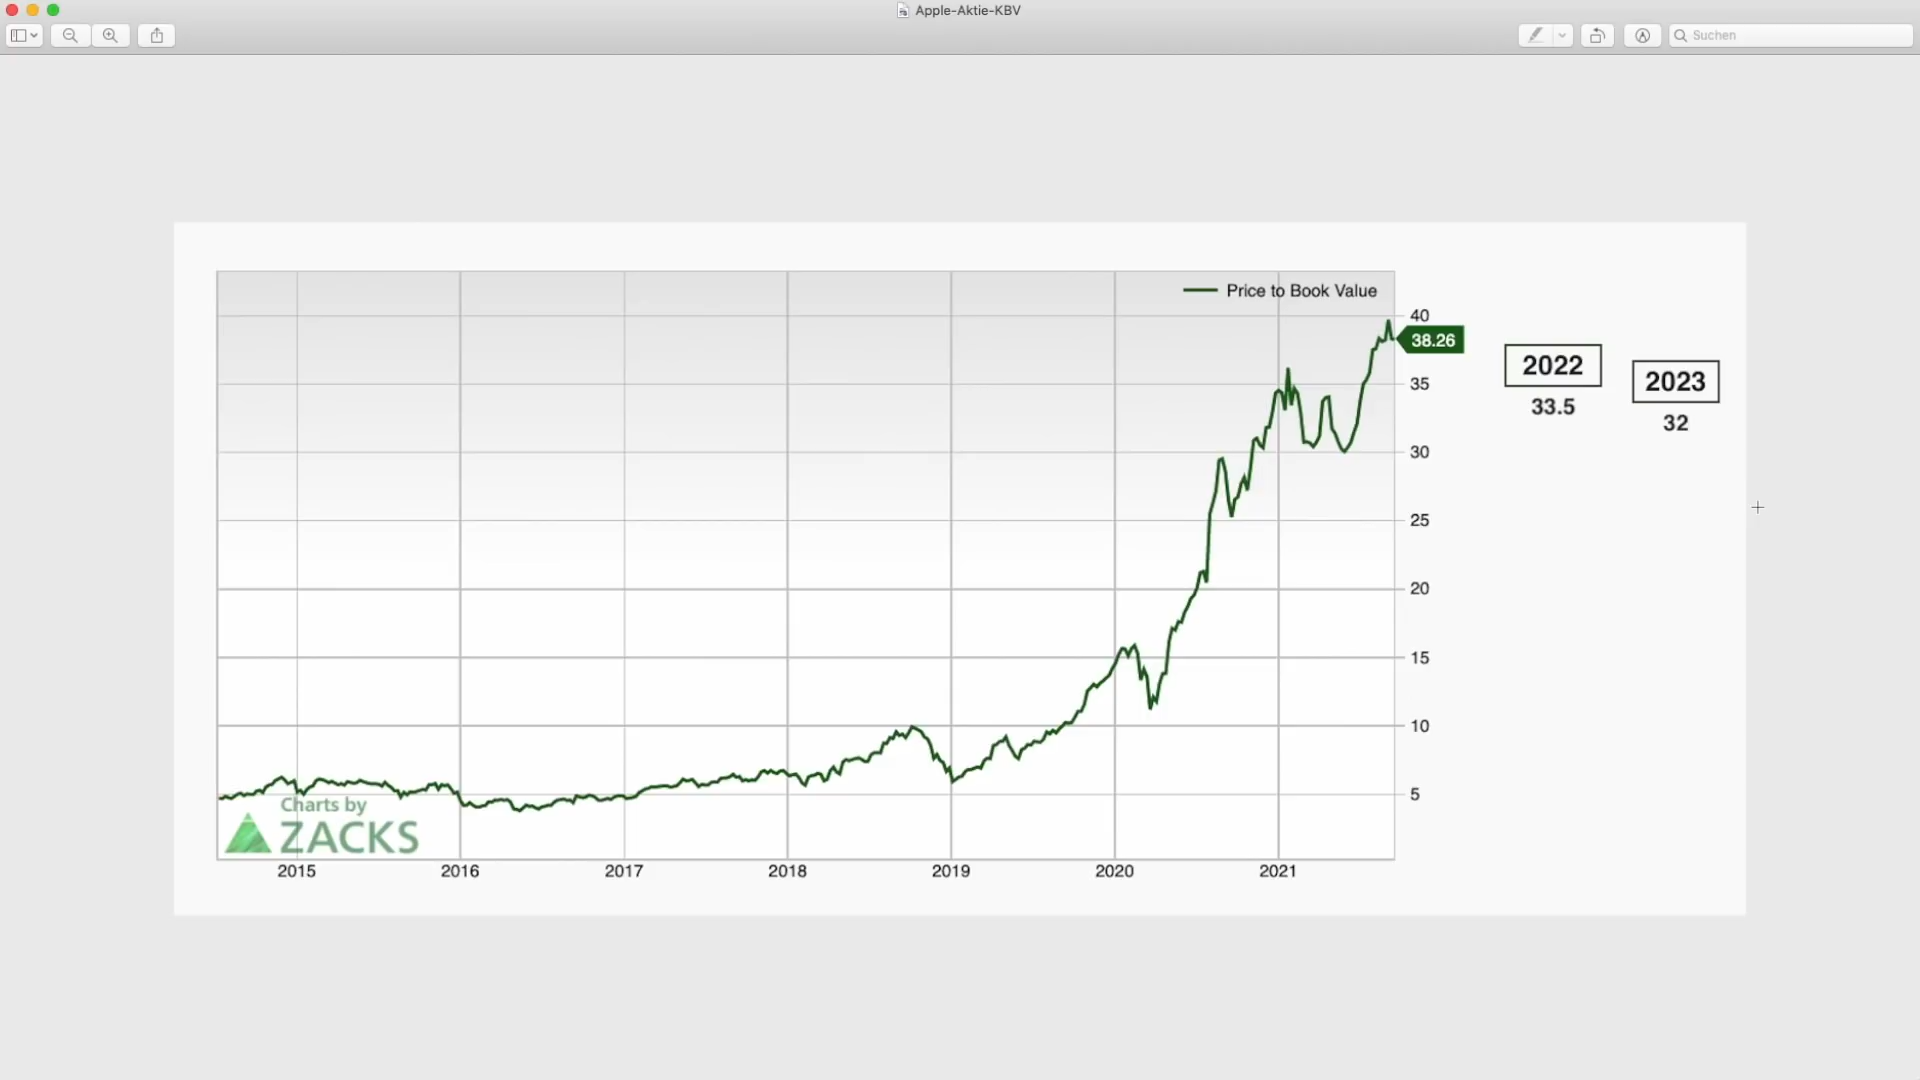 Apple-Aktie-KBV
Suchen
Price to Book Value
40
38.26
35
30
25
20
15
10
5
2022
33.5
2023
32
Charts by
ZACKS
2015 2016 2017 2018 2019 2020 2021